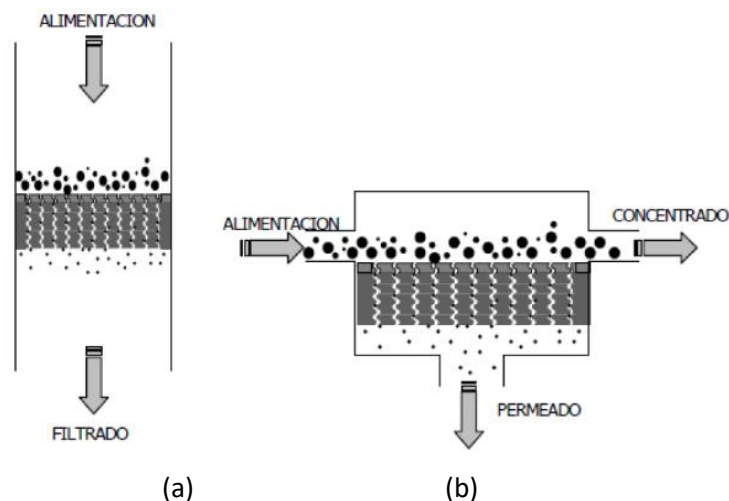 ALIMENTACION
FILTRADO
ALIMENTACION
CONCENTRADO
PERMEADO
(a)
(b)